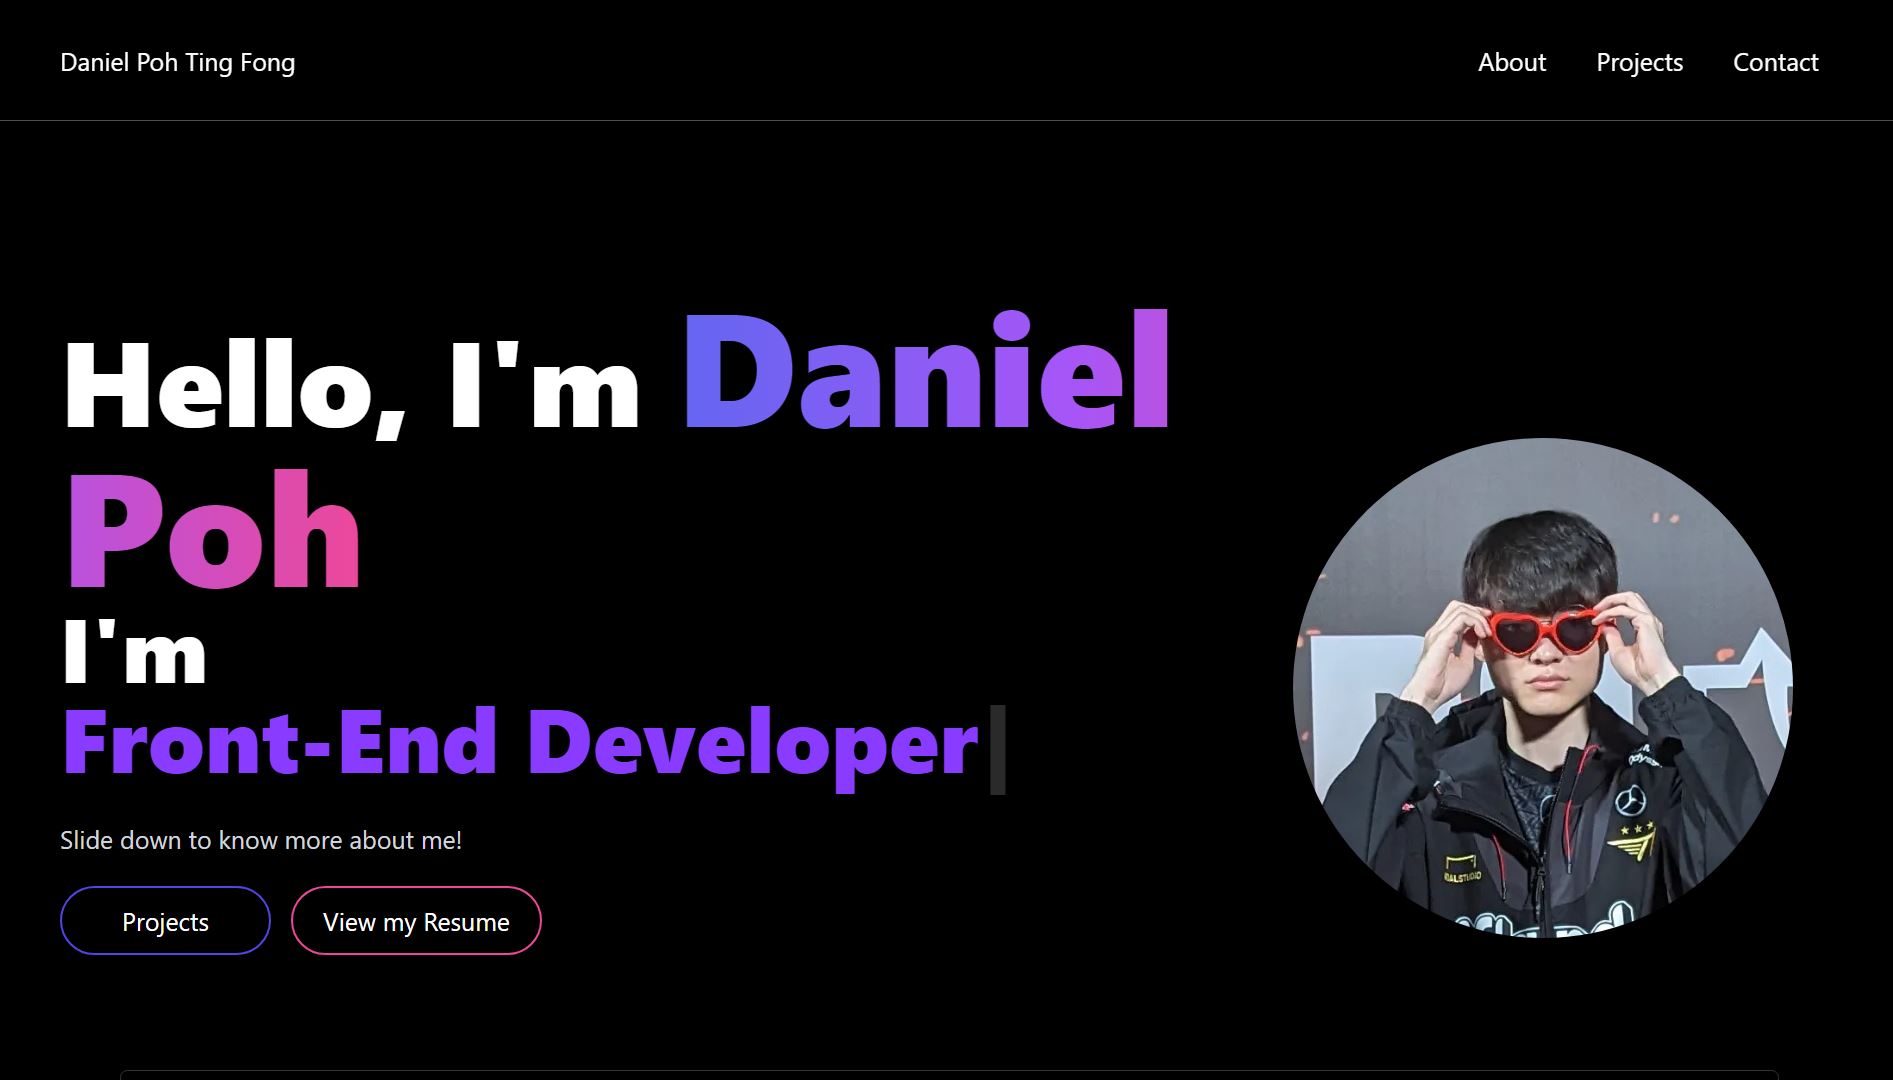 Daniel Poh Ting Fong
About Projects Contact
Hello, I'm Daniel
Poh
I'm
Front-End Developer
Slide down to know more about me!
Projects
View my Resume